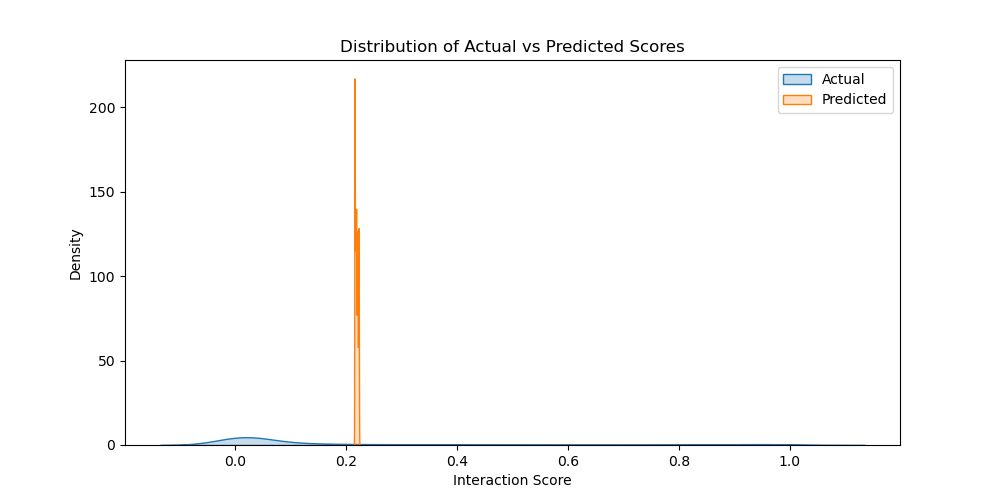 Distribution of Actual vs Predicted Scores
Actual
Predicted
200
150
100
50
0
Density
0.0 0.2 0.4 0.6 0.8 1.0
Interaction Score